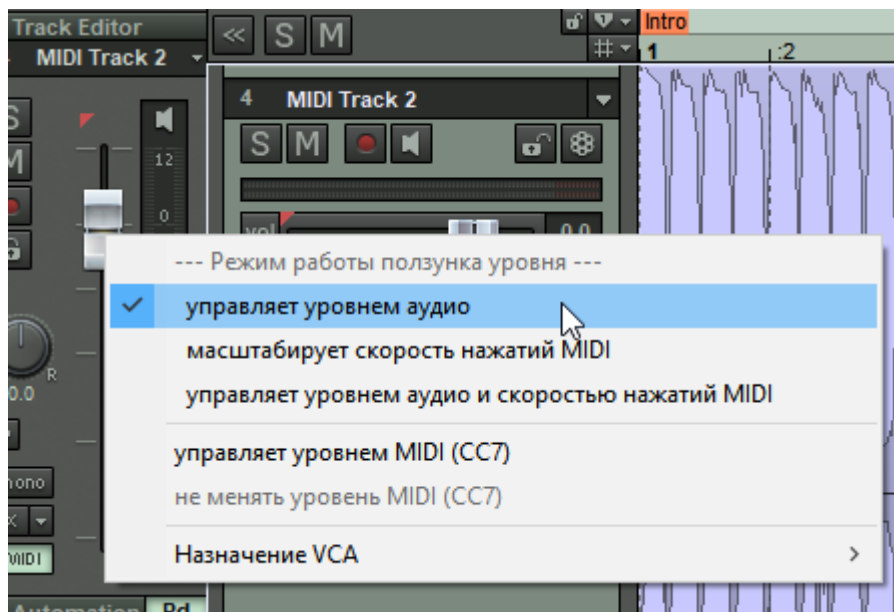 Track Editor
MIDI Track 2
S M
Intro
1 :2
4 MIDI Track 2
S M
12
0
vol 0.0
--- Режим работы ползунка уровня ---
управляет уровнем аудио
масштабирует скорость нажатий MIDI
управляет уровнем аудио и скоростью нажатий MIDI
управляет уровнем MIDI (CC7)
не менять уровень MIDI (CC7)
Назначение VCA
S
M
R
0.0
MIDI
Automation Rd